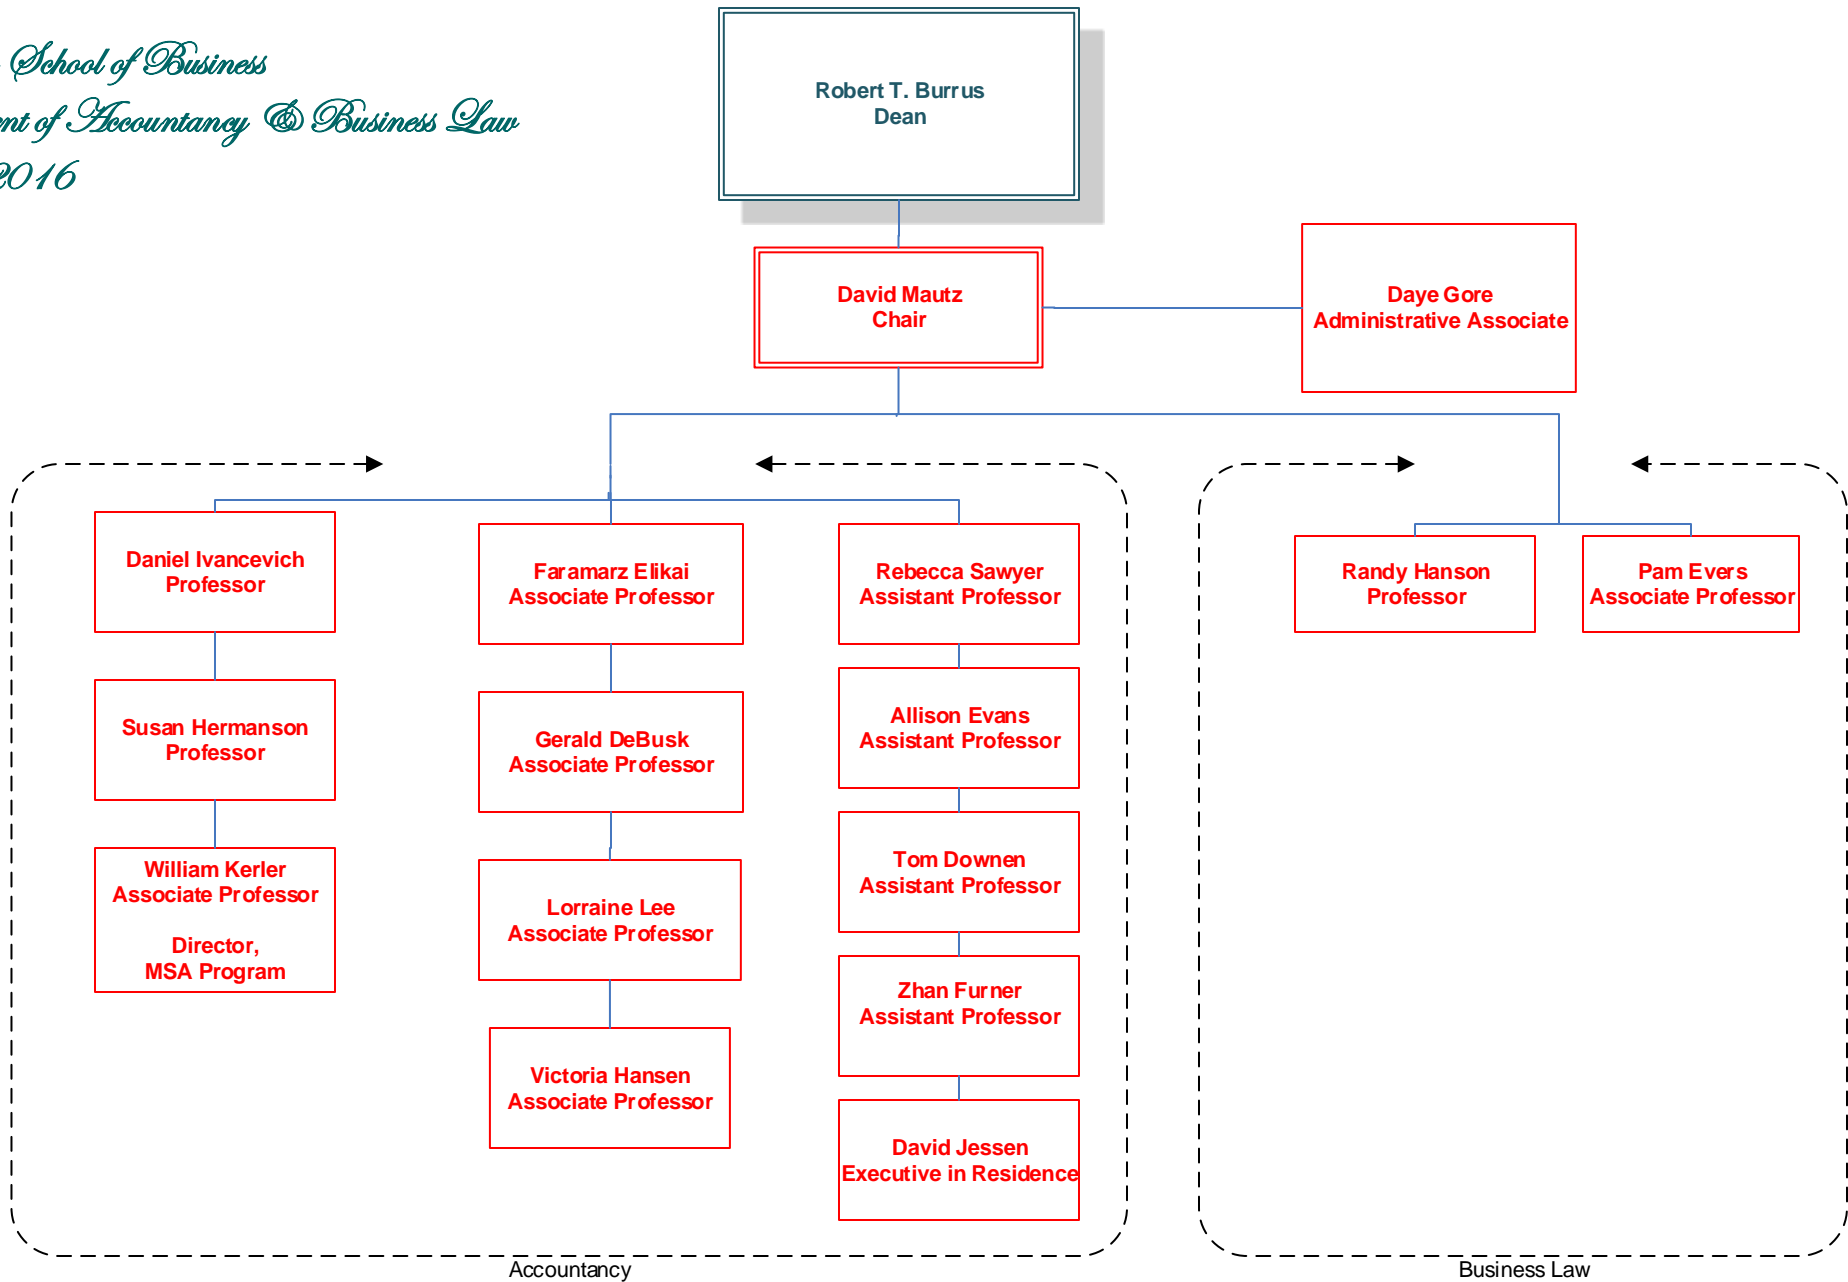 School of Business
ent of Accountancy & Business Law
2016
Robert T. Burrus
Dean
David Mautz
Chair
Daye Gore
Administrative Associate
Daniel Ivancevich
Professor
Susan Hermanson
Professor
William Kerler
Associate Professor
Director,
MSA Program
Faramarz Elikai
Associate Professor
Gerald DeBusk
Associate Professor
Lorraine Lee
Associate Professor
Victoria Hansen
Associate Professor
Rebecca Sawyer
Assistant Professor
Allison Evans
Assistant Professor
Tom Downen
Assistant Professor
Zhan Furner
Assistant Professor
David Jessen
Executive in Residence
Randy Hanson
Professor
Pam Evers
Associate Professor
Accountancy
Business Law